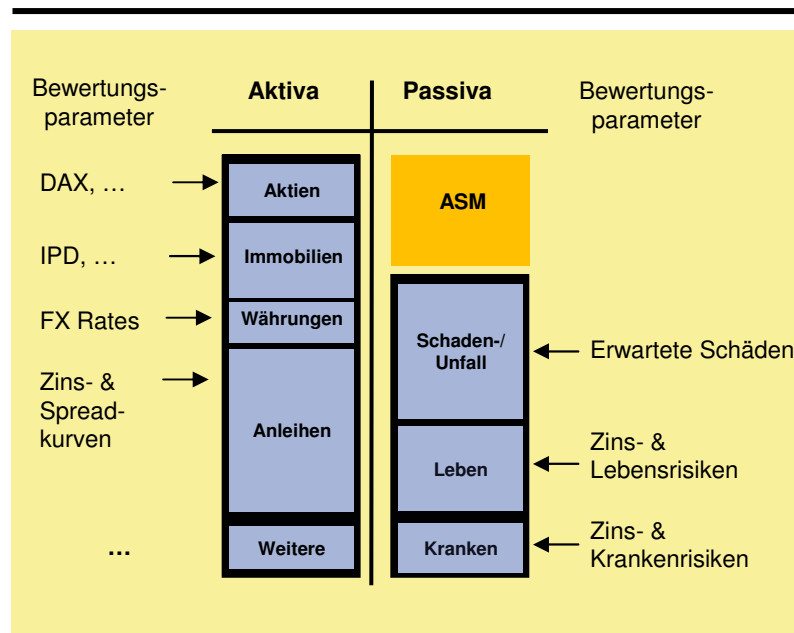 Bewertungs-
parameter
Aktiva
Passiva
Bewertungs-
parameter
DAX, …
Aktien
ASM
IPD, …
Immobilien
FX Rates
Währungen
Schaden-/
Unfall
Erwartete Schäden
Zins- &
Spread-
kurven
Anleihen
Leben
Zins- &
Lebensrisiken
...
Weitere
Kranken
Zins- &
Krankenrisiken